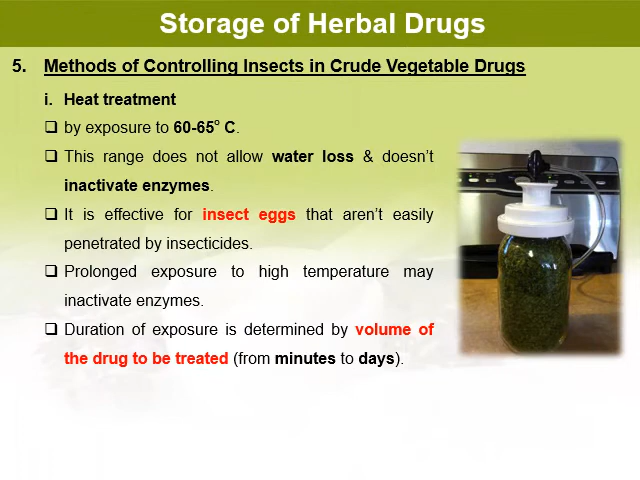 Storage of Herbal Drugs
5. Methods of Controlling Insects in Crude Vegetable Drugs
i. Heat treatment
❑ by exposure to 60-65° C.
❑ This range does not allow water loss & doesn’t
inactivate enzymes.
❑ It is effective for insect eggs that aren’t easily
penetrated by insecticides.
❑ Prolonged exposure to high temperature may
inactivate enzymes.
❑ Duration of exposure is determined by volume of
the drug to be treated (from minutes to days).